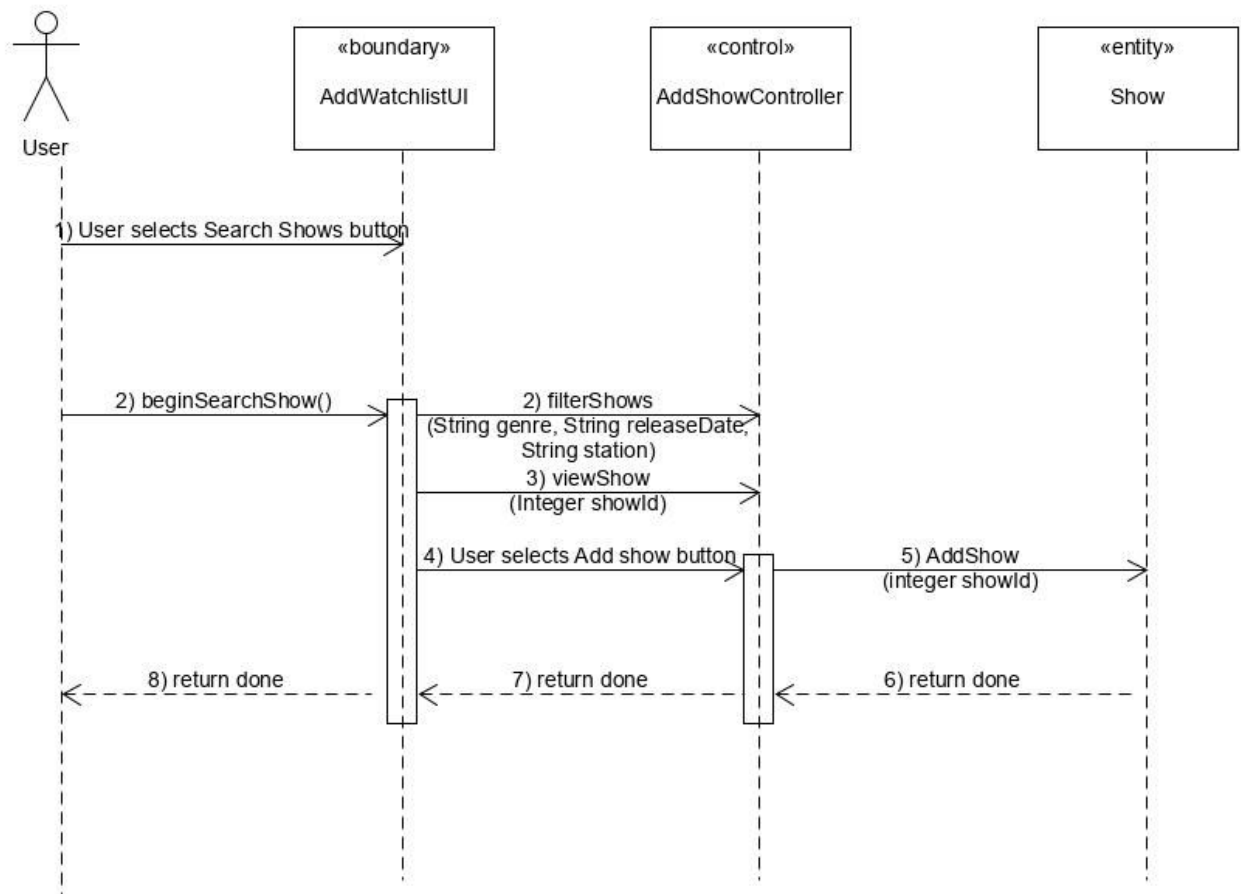 «boundary»
AddWatchlistUI
«control»
AddShowController
«entity»
Show
User
1) User selects Search Shows button
2) beginSearchShow()
2) filterShows
(String genre, String releaseDate,
String station)
3) viewShow
(Integer showId)
4) User selects Add show button
5) AddShow
(integer showId)
8) return done
7) return done
6) return done